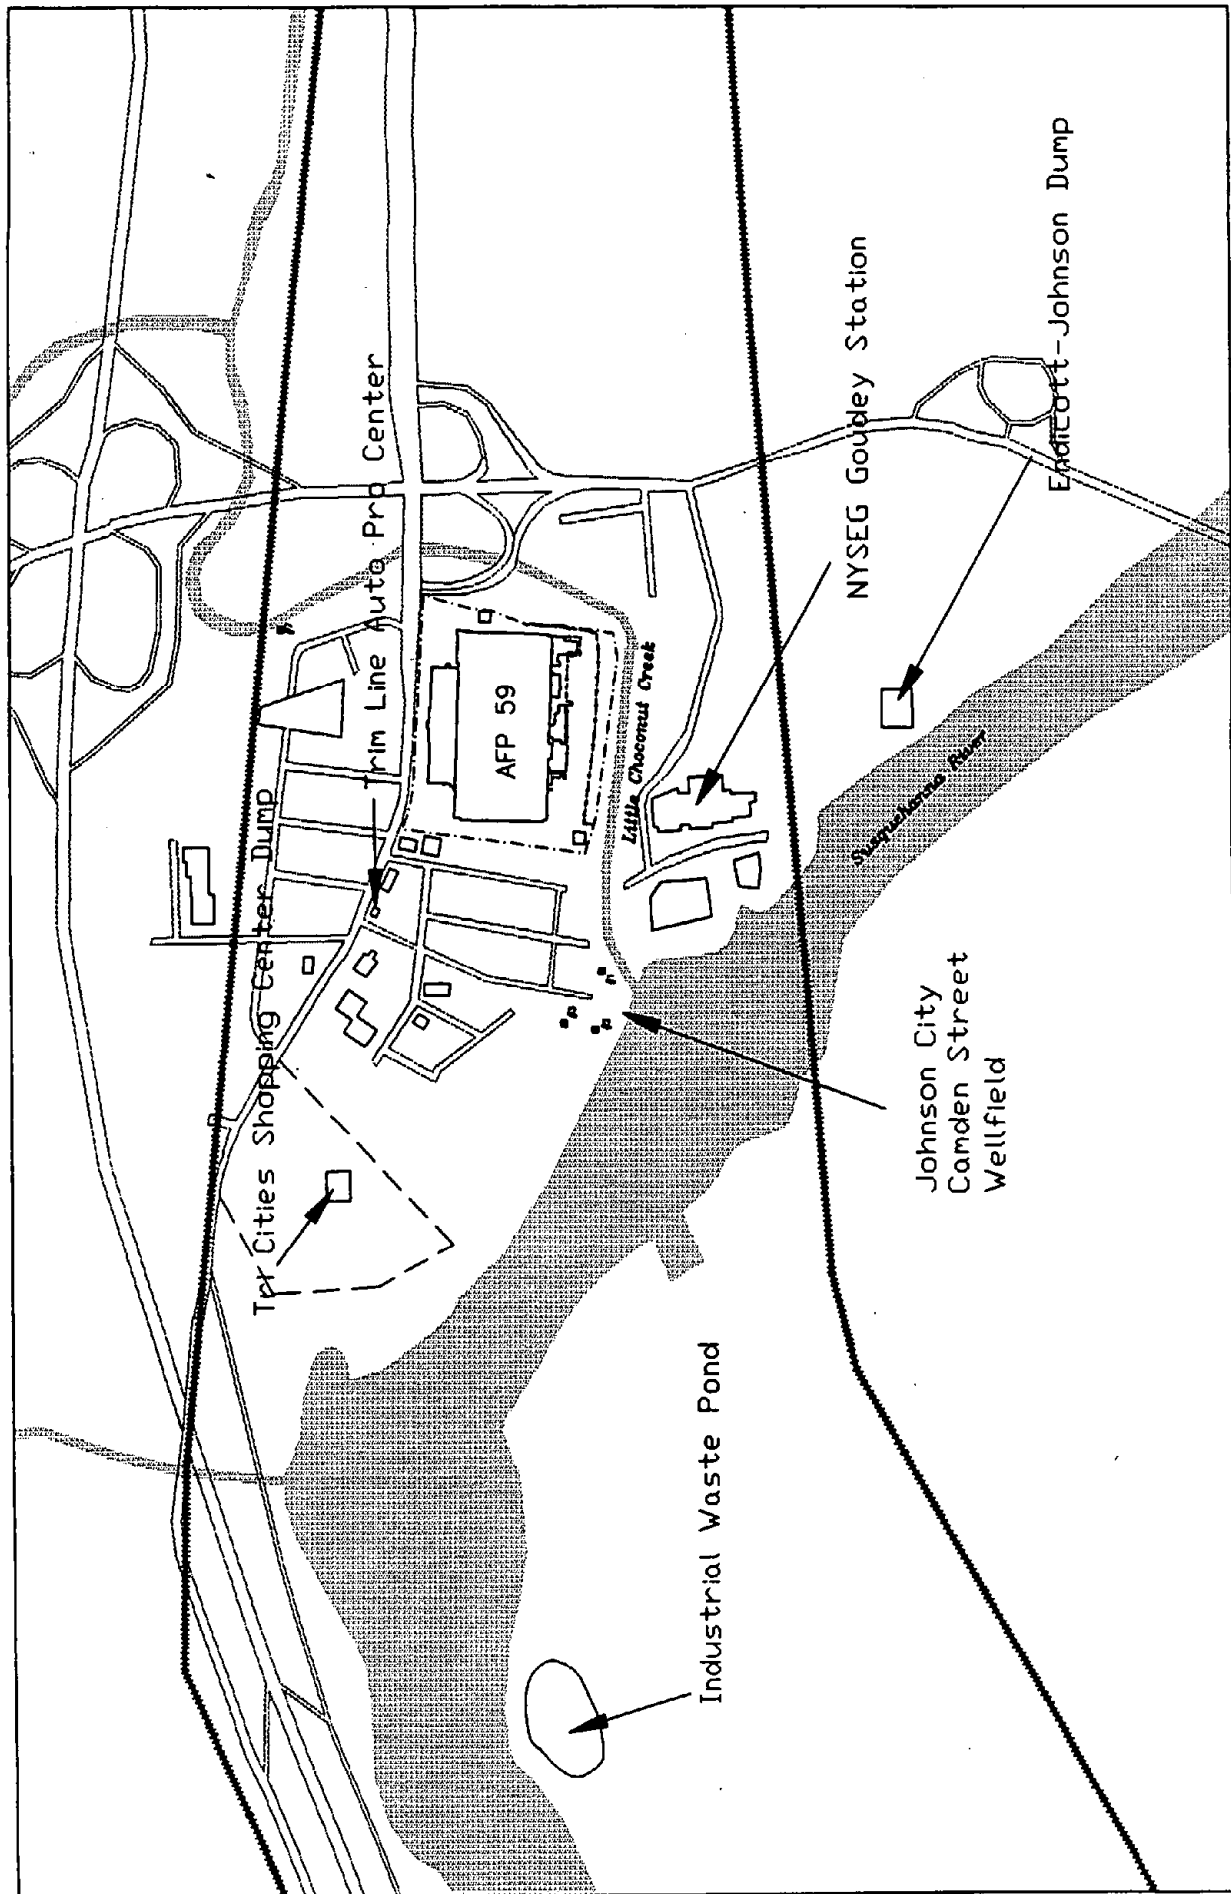 Tri Cities Shopping Center Dump
Trim Line Auto Pro Center
AFP 59
Little Choconut Creek
NYSEG Goudey Station
Susquehanna River
Endicott-Johnson Dump
Johnson City
Camden Street
Wellfield
Industrial Waste Pond